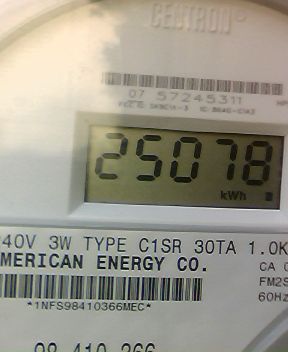 CENTRON®
07 57245311
25078
kWh
40V 3W TYPE C1SR 30TA 1.0K
MERICAN ENERGY CO.
CA
FM2S
60Hz
*1NFS98410366MEC*
98 410 366